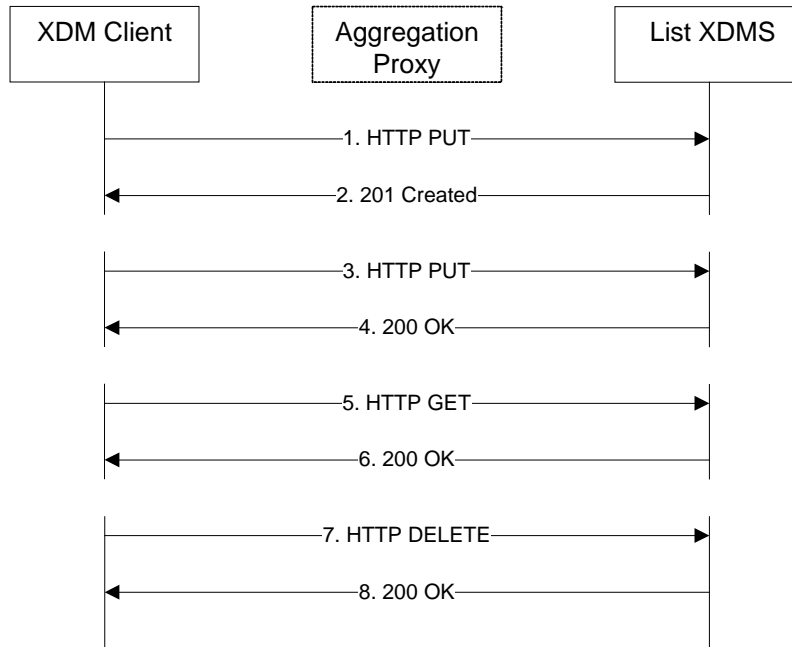 XDM Client
Aggregation
Proxy
List XDMS
1. HTTP PUT
2. 201 Created
3. HTTP PUT
4. 200 OK
5. HTTP GET
6. 200 OK
7. HTTP DELETE
8. 200 OK